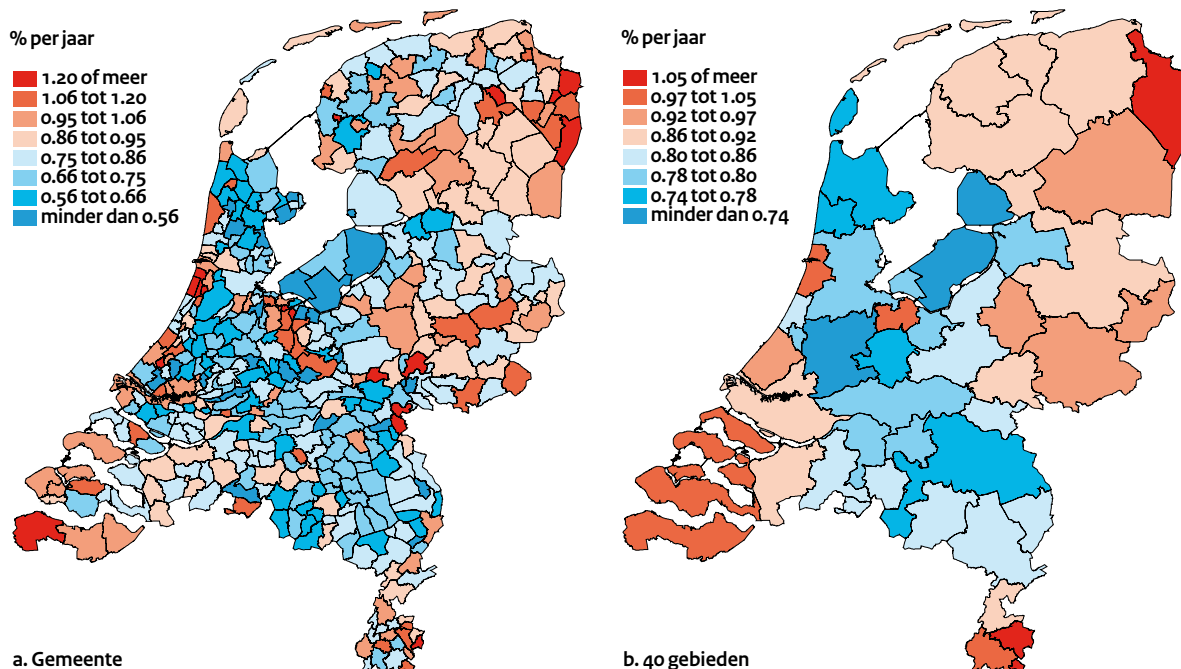 % per jaar
1.20 of meer
1.06 tot 1.20
0.95 tot 1.06
0.86 tot 0.95
0.75 tot 0.86
0.66 tot 0.75
0.56 tot 0.66
minder dan 0.56
a. Gemeente
% per jaar
1.05 of meer
0.97 tot 1.05
0.92 tot 0.97
0.86 tot 0.92
0.80 tot 0.86
0.78 tot 0.80
0.74 tot 0.78
minder dan 0.74
b. 40 gebieden